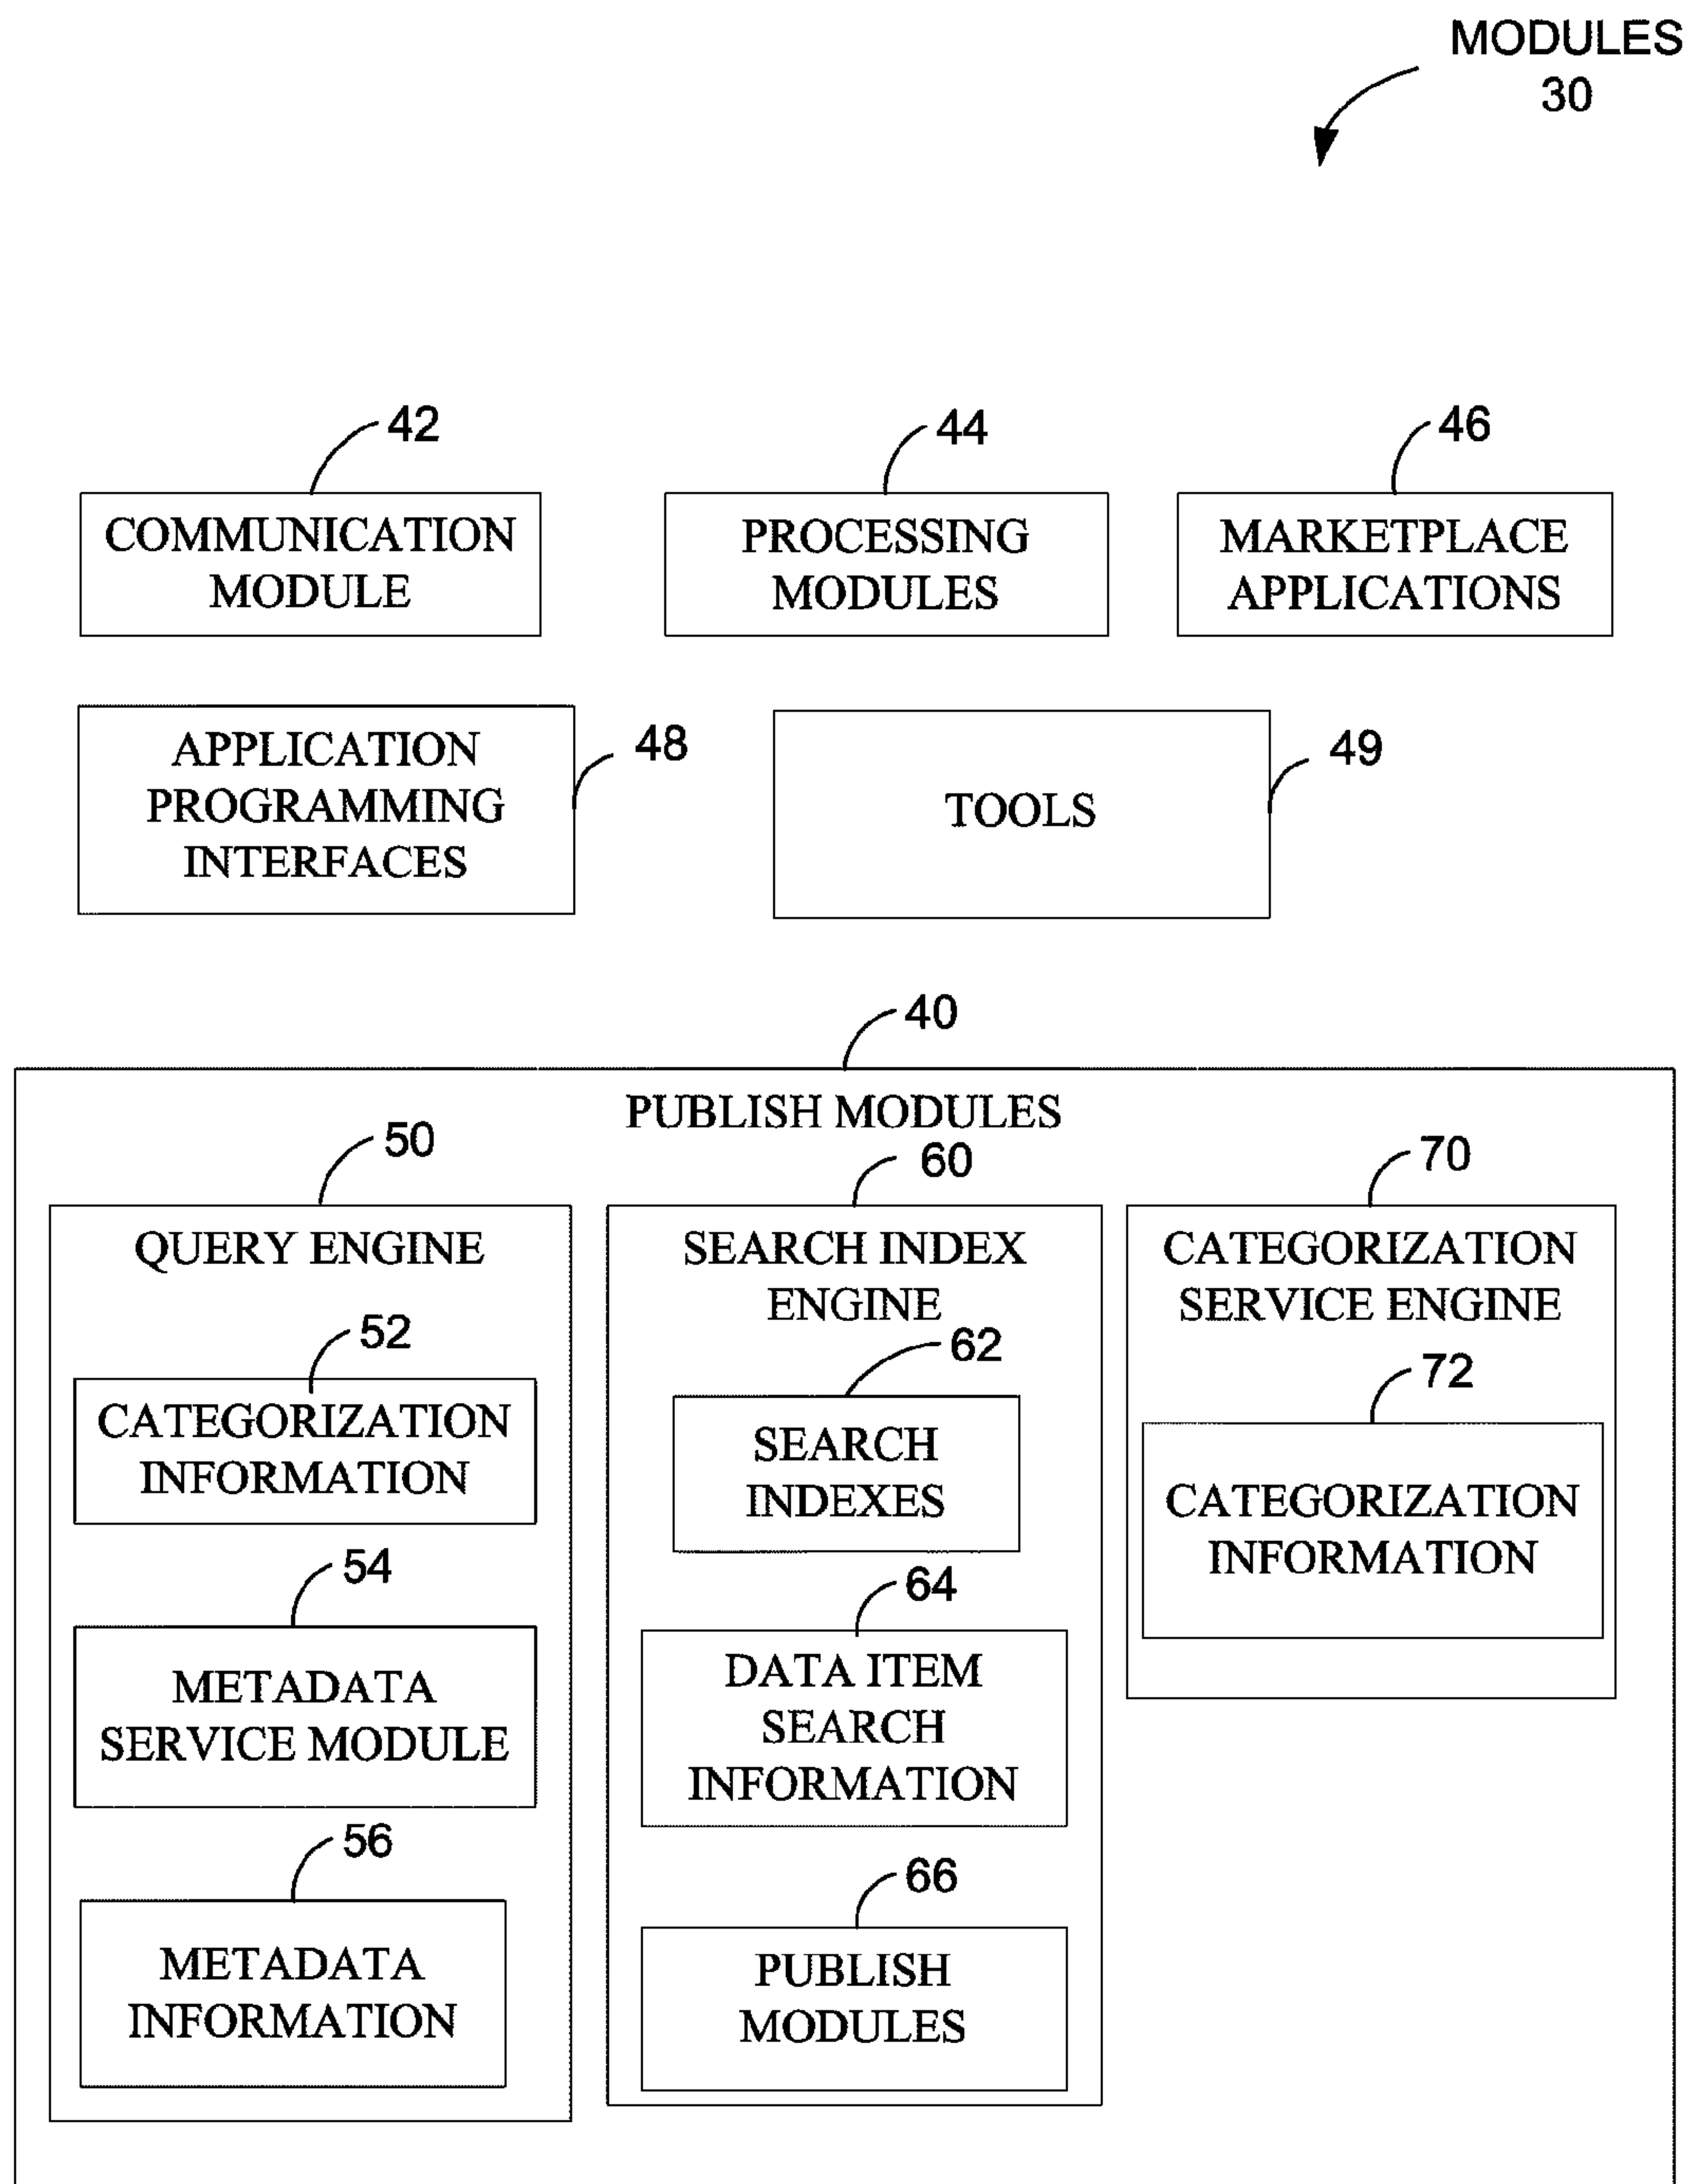 MODULES
30
42
44
46
COMMUNICATION
MODULE
PROCESSING
MODULES
MARKETPLACE
APPLICATIONS
48
49
APPLICATION
PROGRAMMING
INTERFACES
TOOLS
40
PUBLISH MODULES
50
60
70
QUERY ENGINE
52
CATEGORIZATION
INFORMATION
54
METADATA
SERVICE MODULE
56
METADATA
INFORMATION
SEARCH INDEX
ENGINE
62
SEARCH
INDEXES
64
DATA ITEM
SEARCH
INFORMATION
66
PUBLISH
MODULES
CATEGORIZATION
SERVICE ENGINE
72
CATEGORIZATION
INFORMATION